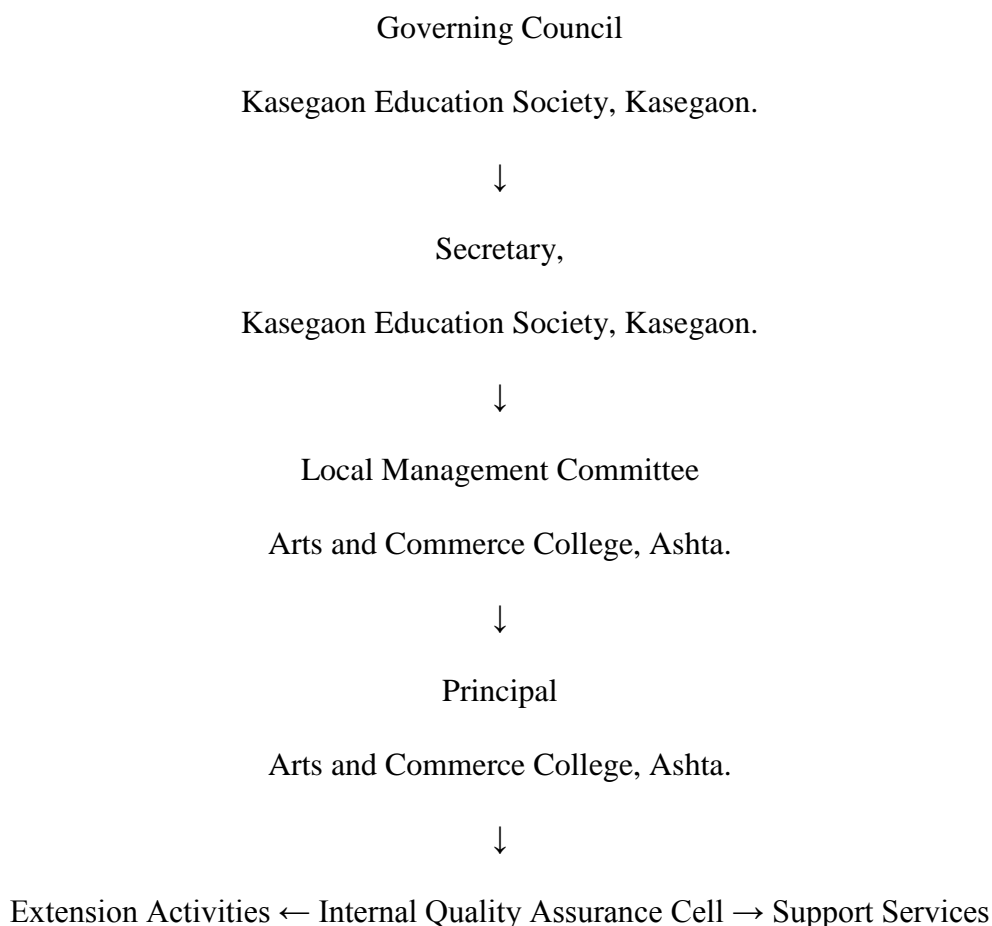 Governing Council
Kasegaon Education Society, Kasegaon.
↓
Secretary,
Kasegaon Education Society, Kasegaon.
↓
Local Management Committee
Arts and Commerce College, Ashta.
↓
Principal
Arts and Commerce College, Ashta.
↓
Extension Activities ← Internal Quality Assurance Cell → Support Services